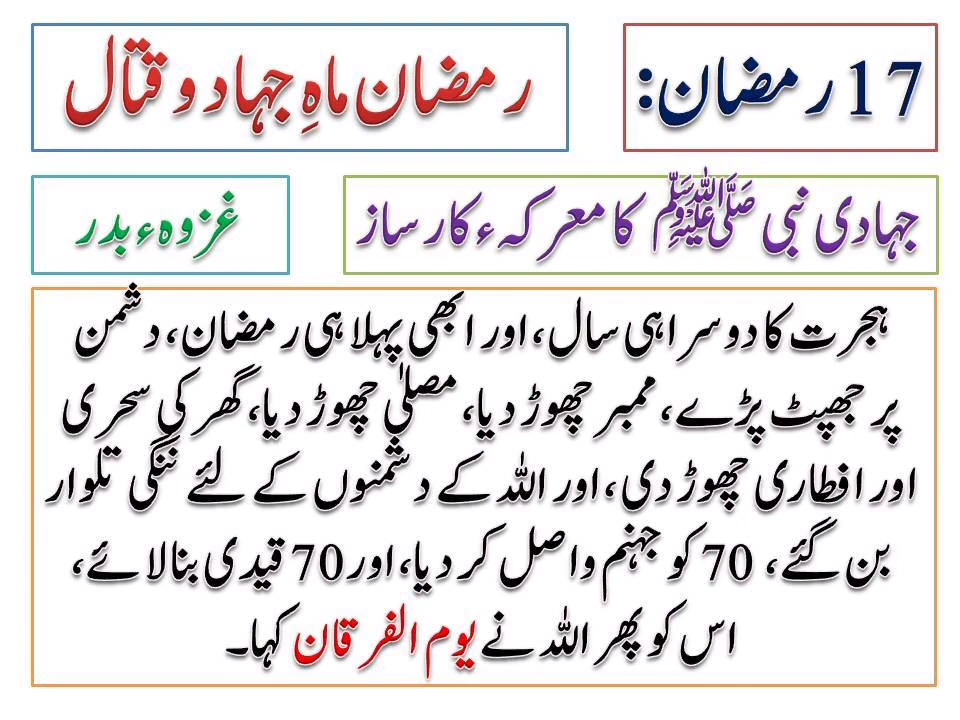 17 رمضان:
رمضان ماہِ جہاد و قتال
جہادی نبی ﷺ کا معرکہ ء کارساز
غزوہ ء بدر
ہجرت کا دوسرا ہی سال، اور ابھی پہلا ہی رمضان، دشمن
پر جھپٹ پڑے، ممبر چھوڑ دیا، مصلیٰ چھوڑ دیا، گھر کی سحری
اور افطاری چھوڑ دی، اور اللہ کے دشمنوں کے لئے ننگی تلوار
بن گئے، 70 کو جہنم واصل کر دیا، اور 70 قیدی بنا لائے،
اس کو پھر اللہ نے یوم الفرقان کہا۔